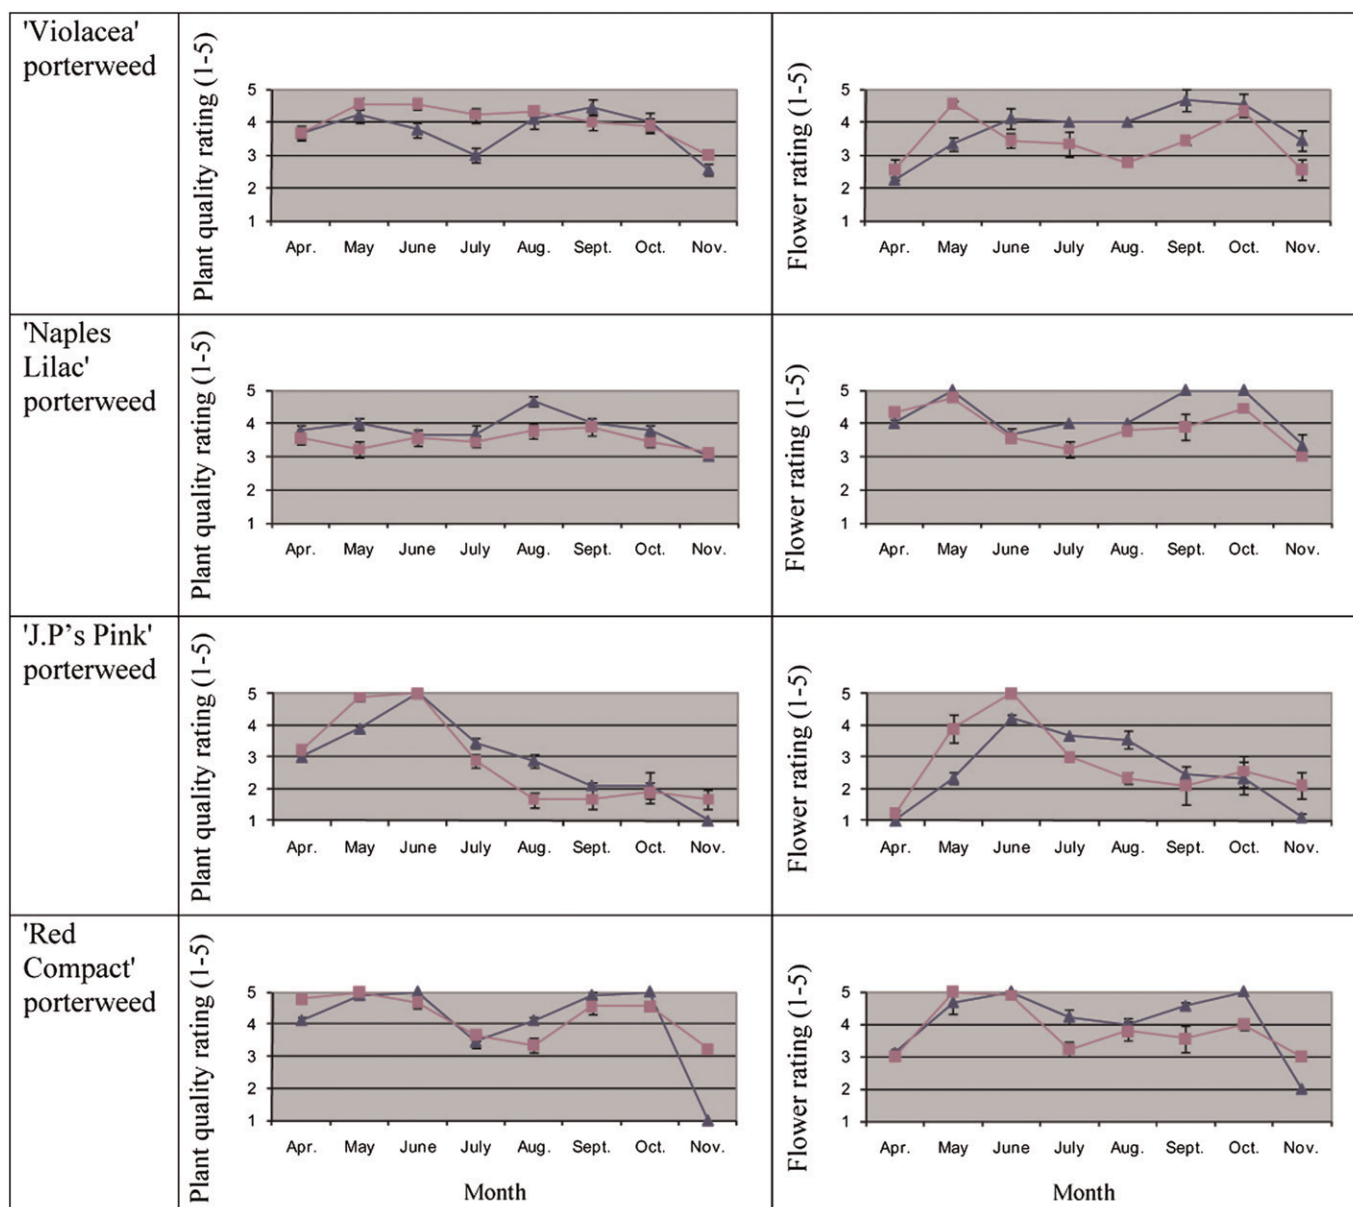 'Violacea'
porterweed
Plant quality rating (1-5)
5
4
3
2
1
Apr. May June July Aug. Sept. Oct. Nov.
Flower rating (1-5)
5
4
3
2
1
Apr. May June July Aug. Sept. Oct. Nov.
'Naples
Lilac'
porterweed
Plant quality rating (1-5)
5
4
3
2
1
Apr. May June July Aug. Sept. Oct. Nov.
Flower rating (1-5)
5
4
3
2
1
Apr. May June July Aug. Sept. Oct. Nov.
'J.P’s Pink'
porterweed
Plant quality rating (1-5)
5
4
3
2
1
Apr. May June July Aug. Sept. Oct. Nov.
Flower rating (1-5)
5
4
3
2
1
Apr. May June July Aug. Sept. Oct. Nov.
'Red
Compact'
porterweed
Plant quality rating (1-5)
5
4
3
2
1
Apr. May June July Aug. Sept. Oct. Nov.
Month
Flower rating (1-5)
5
4
3
2
1
Apr. May June July Aug. Sept. Oct. Nov.
Month